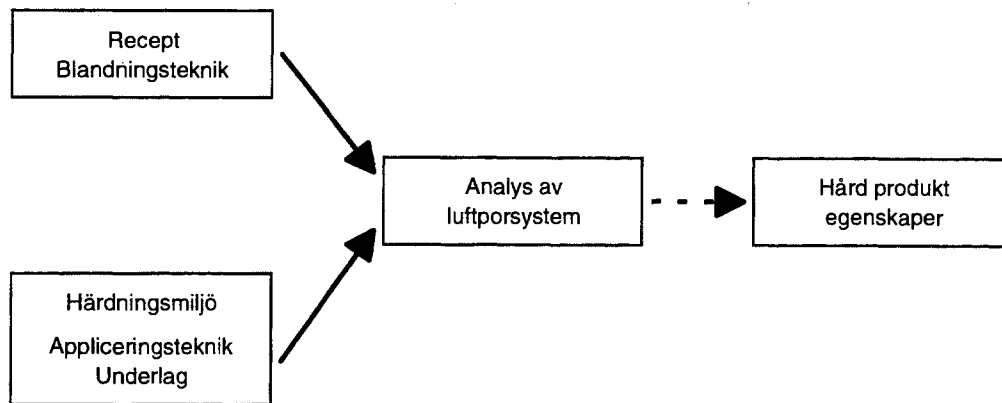 Recept
Blandningsteknik
Analys av
luftporsystem
Hård produkt
egenskaper
Härdningsmiljö
Appliceringsteknik
Underlag